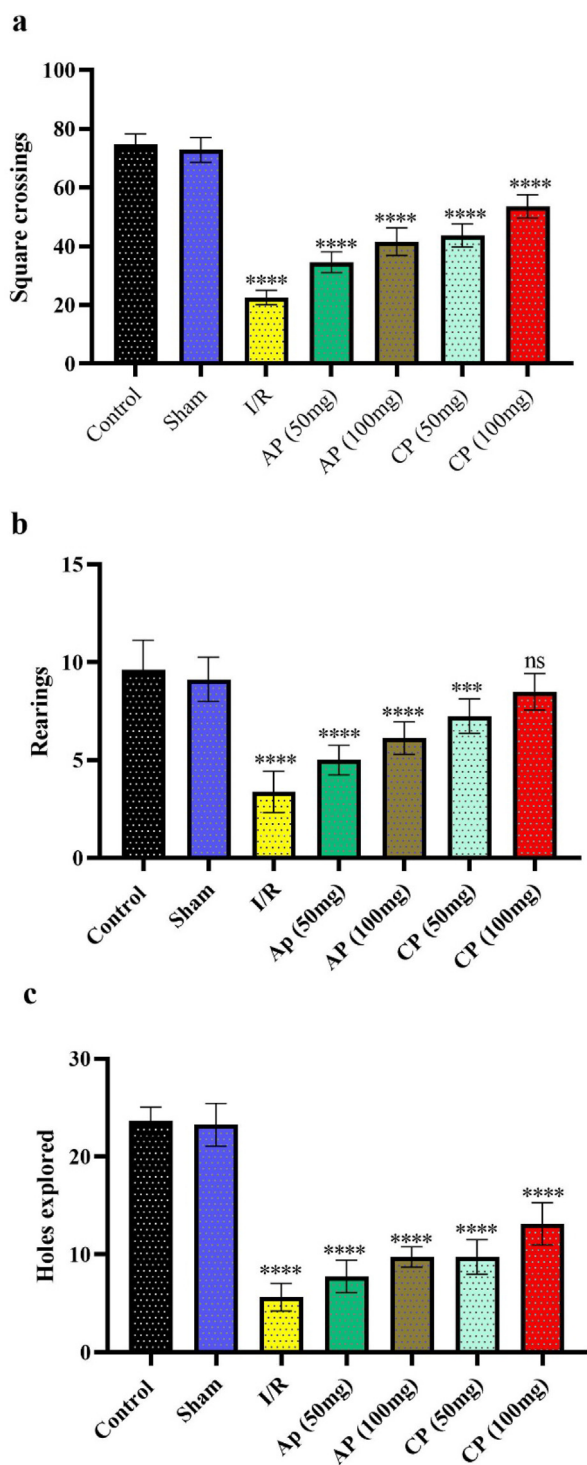 a
Square crossings
100
80
60
40
20
0
****
****
****
****
****
Control
Sham
I/R
AP (50mg)
AP (100mg)
CP (50mg)
CP (100mg)
b
Rearings
15
10
5
0
****
****
****
***
ns
Control
Sham
I/R
Ap (50mg)
AP (100mg)
CP (50mg)
CP (100mg)
c
Holes explored
30
20
10
0
****
****
****
****
****
Control
Sham
I/R
Ap (50mg)
AP (100mg)
CP (50mg)
CP (100mg)